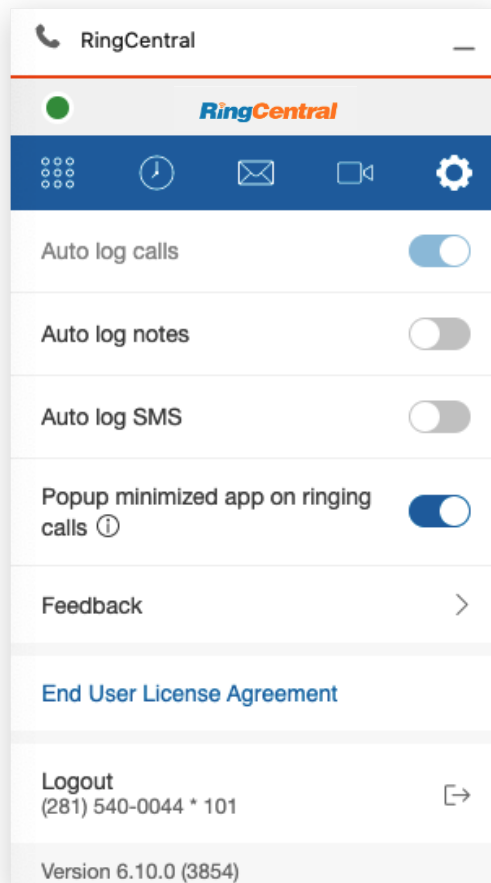 RingCentral
RingCentral
Auto log calls
Auto log notes
Auto log SMS
Popup minimized app on ringing
calls
Feedback
End User License Agreement
Logout
(281) 540-0044 * 101
Version 6.10.0 (3854)